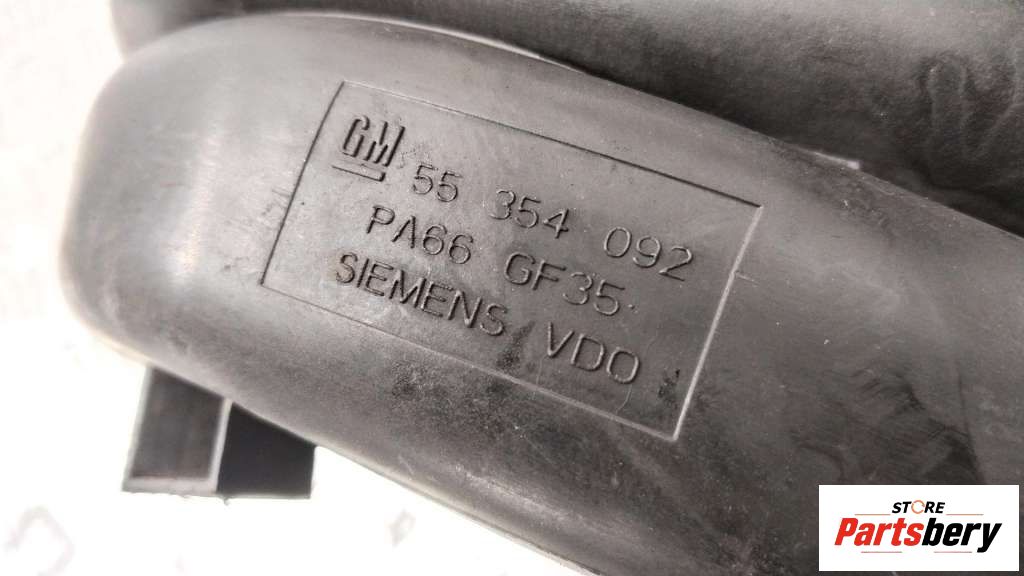 GM 55 354 092
PA66 GF35
SIEMENS VDO
STORE
Partsbery